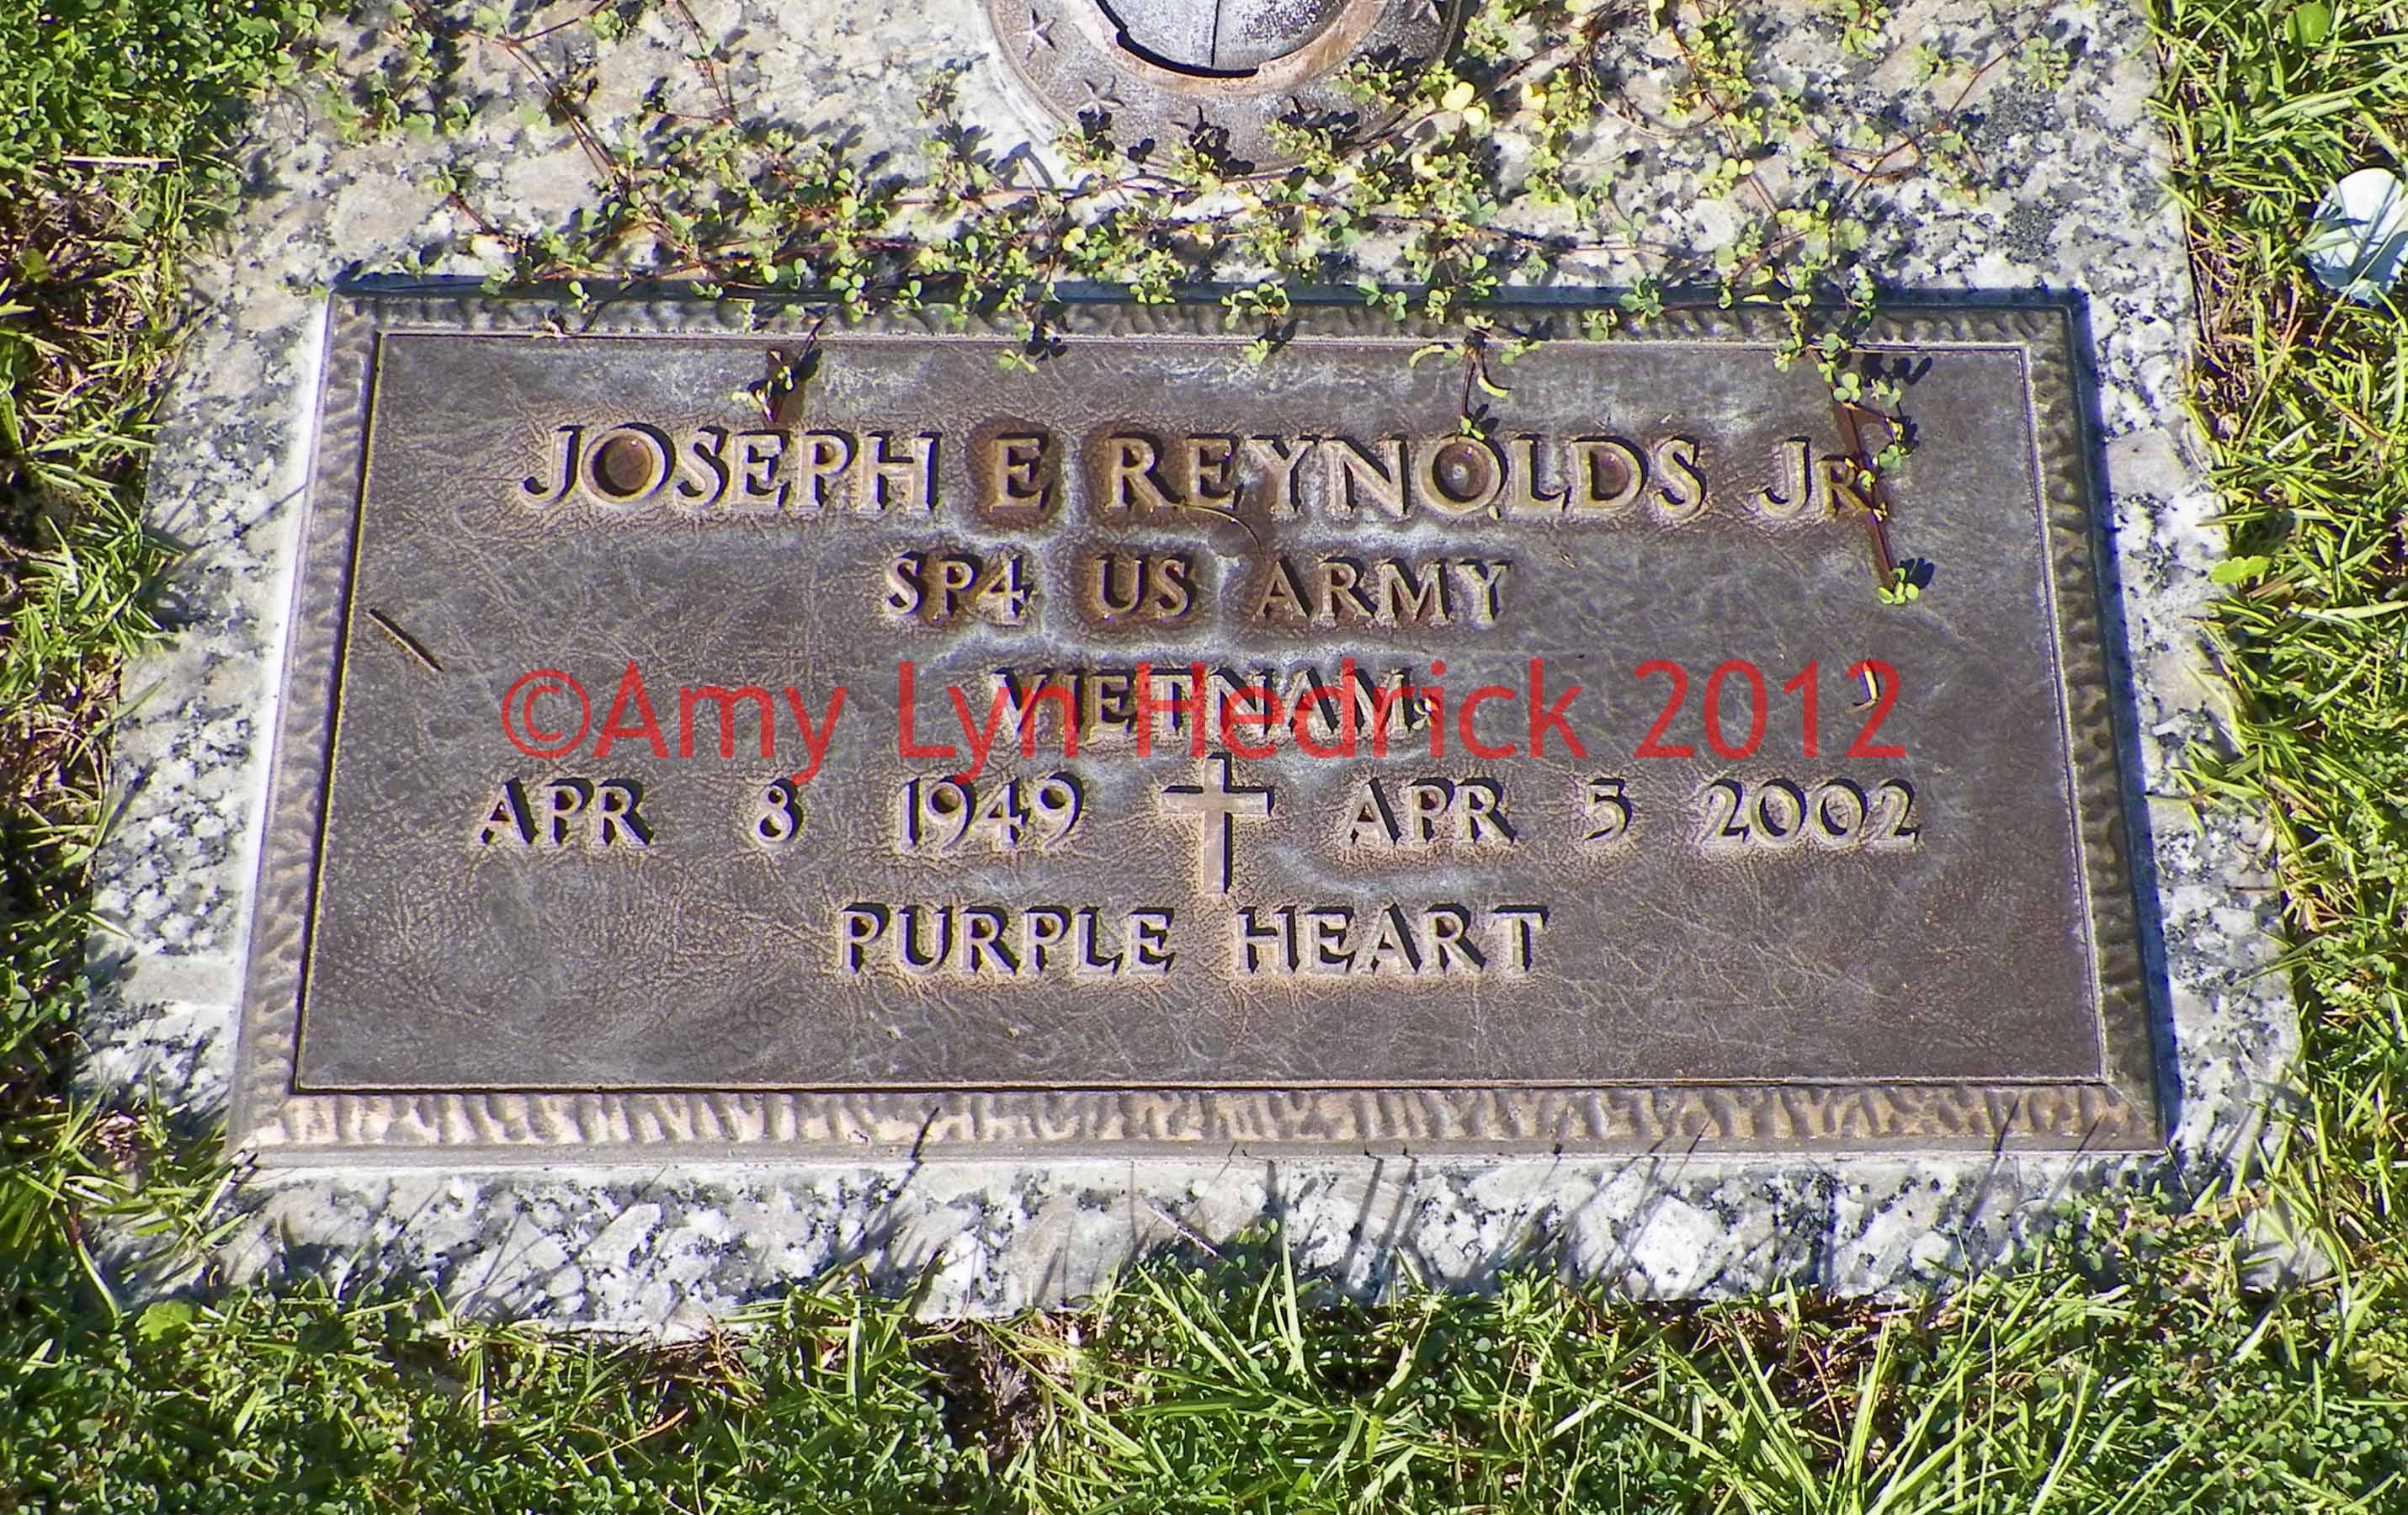 JOSEPH E REYNOLDS JR
SP4 US ARMY
VIETNAM
©Amy Lyn Hedrick 2012
APR 8 1949 APR 5 2002
PURPLE HEART